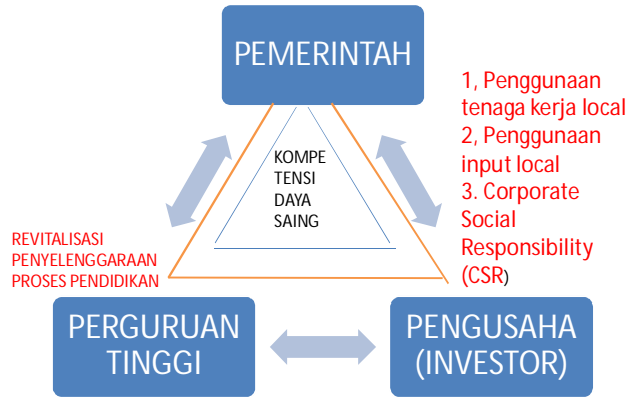 PEMERINTAH
1, Penggunaan
tenaga kerja local
2, Penggunaan
input local
3. Corporate
Social
Responsibility
(CSR)
KOMPE
TENSI
DAYA
SAING
REVITALISASI
PENYELENGGARAAN
PROSES PENDIDIKAN
PERGURUAN
TINGGI
PENGUSAHA
(INVESTOR)